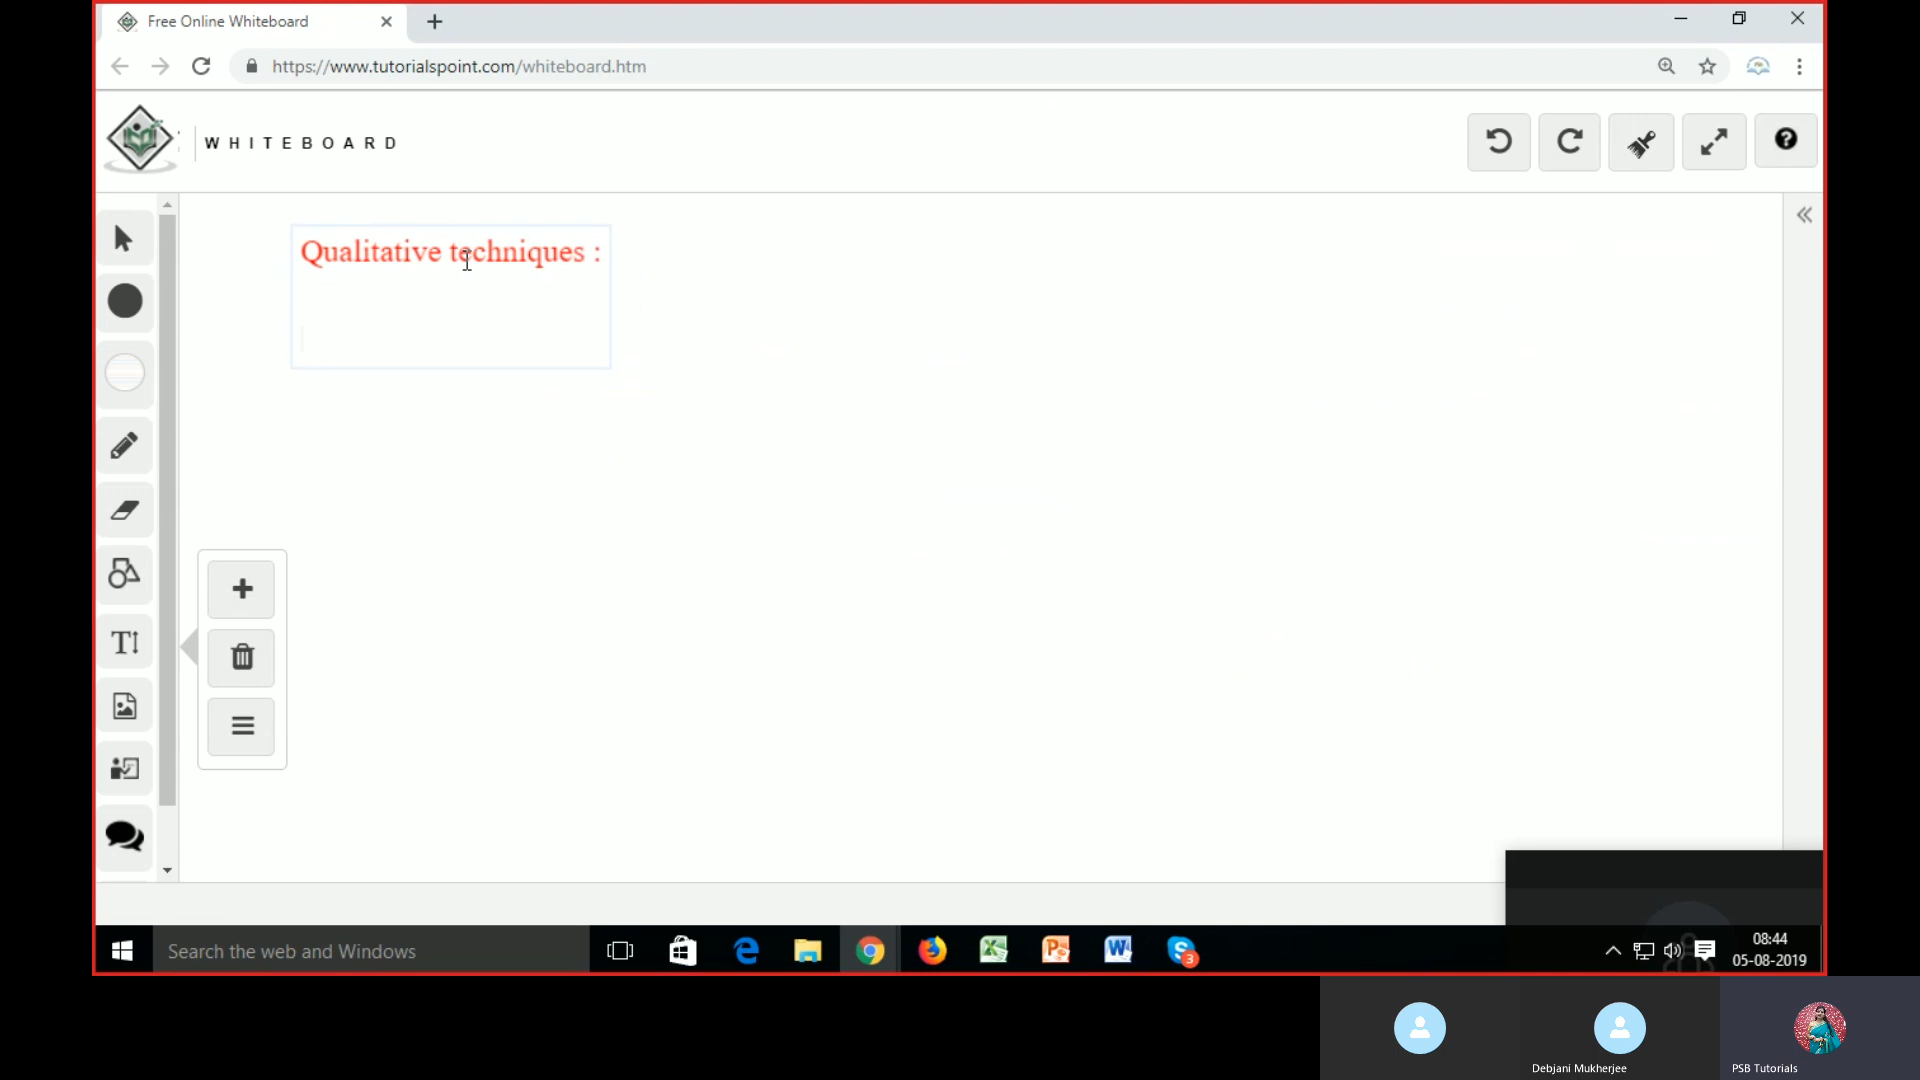 Free Online Whiteboard
https://www.tutorialspoint.com/whiteboard.htm
WHITEBOARD
Qualitative techniques :
Search the web and Windows
3
08:44
05-08-2019
Debjani Mukherjee
PSB Tutorials